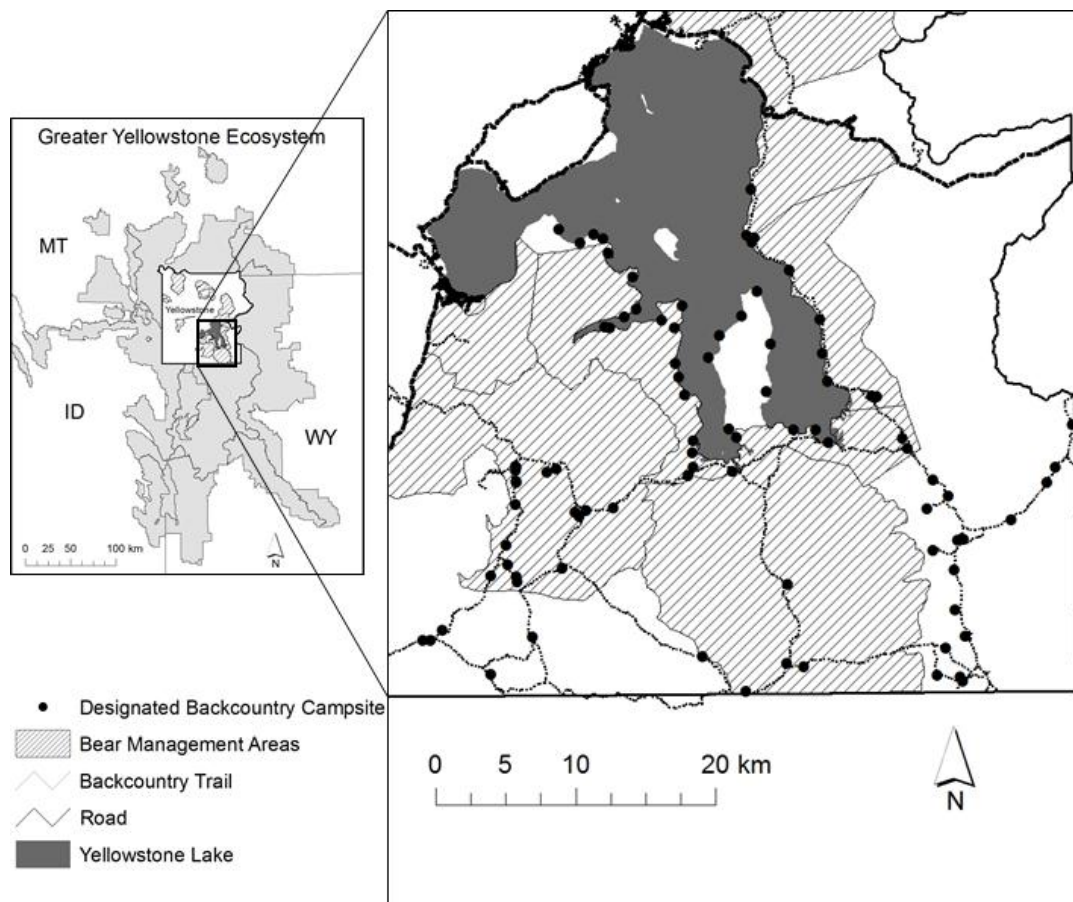 Greater Yellowstone Ecosystem
MT
Yellowstone
ID
WY
0 25 50 100 km
N
Designated Backcountry Campsite
Bear Management Areas
Backcountry Trail
Road
Yellowstone Lake
0 5 10 20 km
N